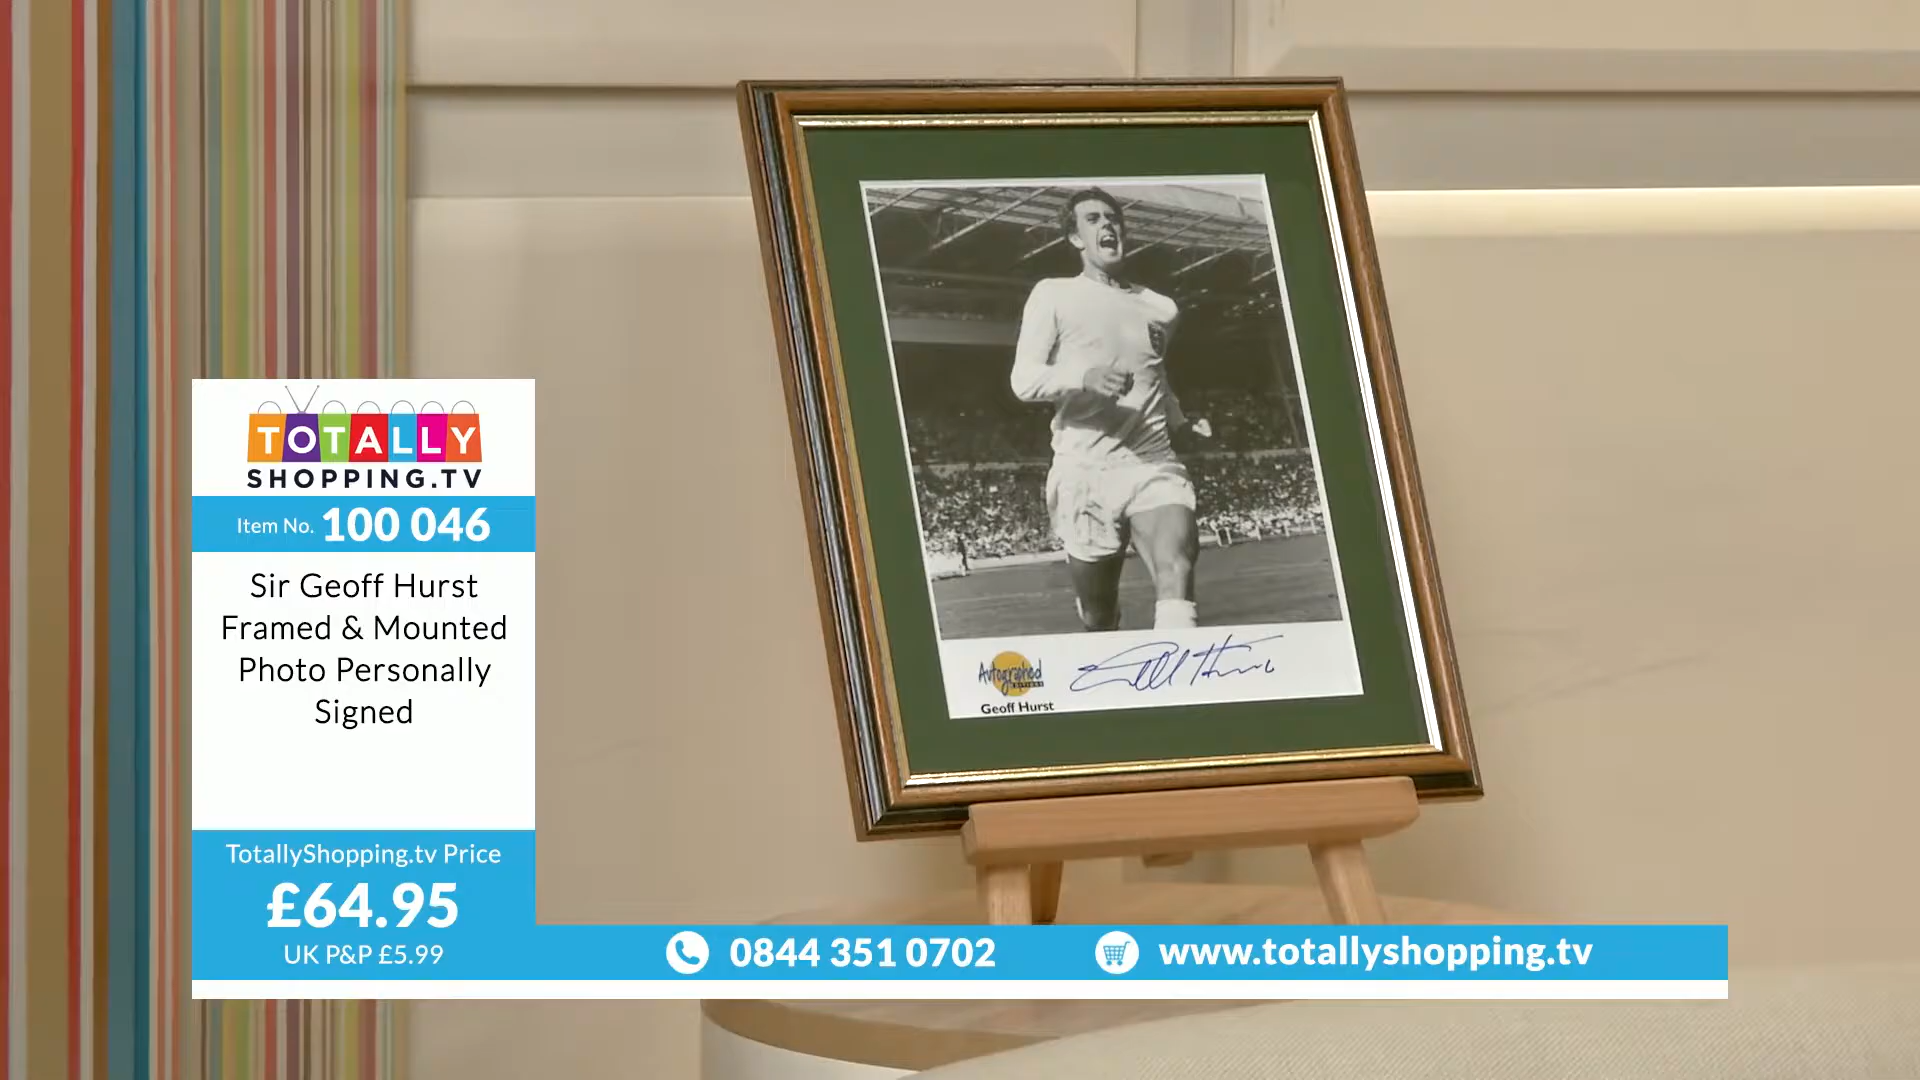 TOTALLY
SHOPPING.TV
Item No. 100 046
Sir Geoff Hurst
Framed & Mounted
Photo Personally
Signed
TotallyShopping.tv Price
£64.95
UK P&P £5.99
0844 351 0702
www.totallyshopping.tv
Autographed
EDITIONS
Geoff Hurst